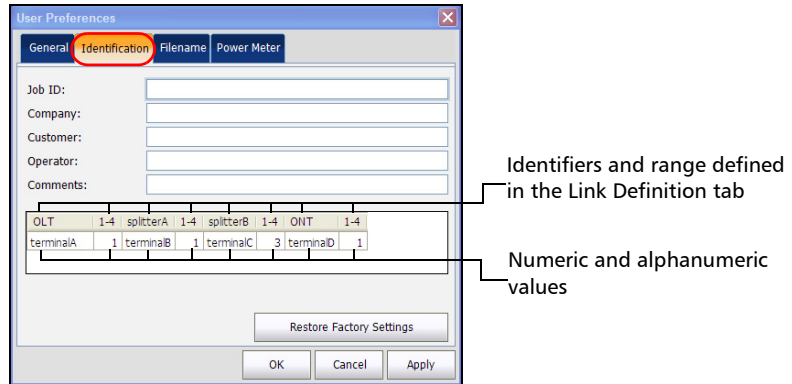 User Preferences
General Identification Filename Power Meter
Job ID:
Company:
Customer:
Operator:
Comments:
Identifiers and range defined
in the Link Definition tab
OLT 1-4 splitterA 1-4 splitterB 1-4 ONT 1-4
terminalA 1 terminalB 1 terminalC 3 terminalD 1
Numeric and alphanumeric
values
Restore Factory Settings
OK Cancel Apply